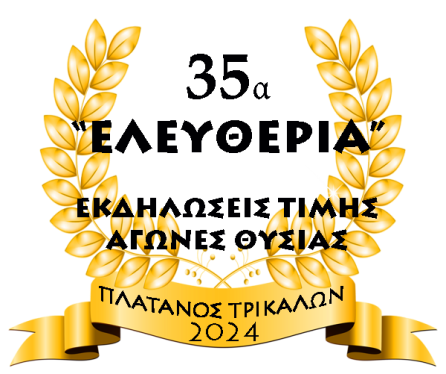 35α
"ΕΛΕΥΘΕΡΙΑ"
ΕΚΔΗΛΩΣΕΙΣ ΤΙΜΗΣ
ΑΓΩΝΕΣ ΘΥΣΙΑΣ
ΠΛΑΤΑΝΟΣ ΤΡΙΚΑΛΩΝ
2024